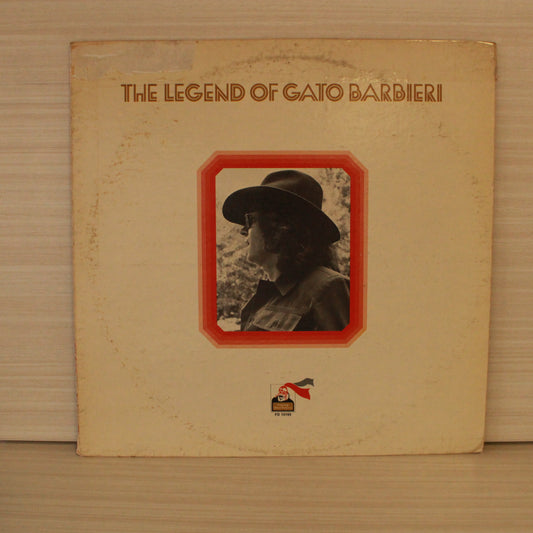 THE LEGEND OF GATO BARBIERI